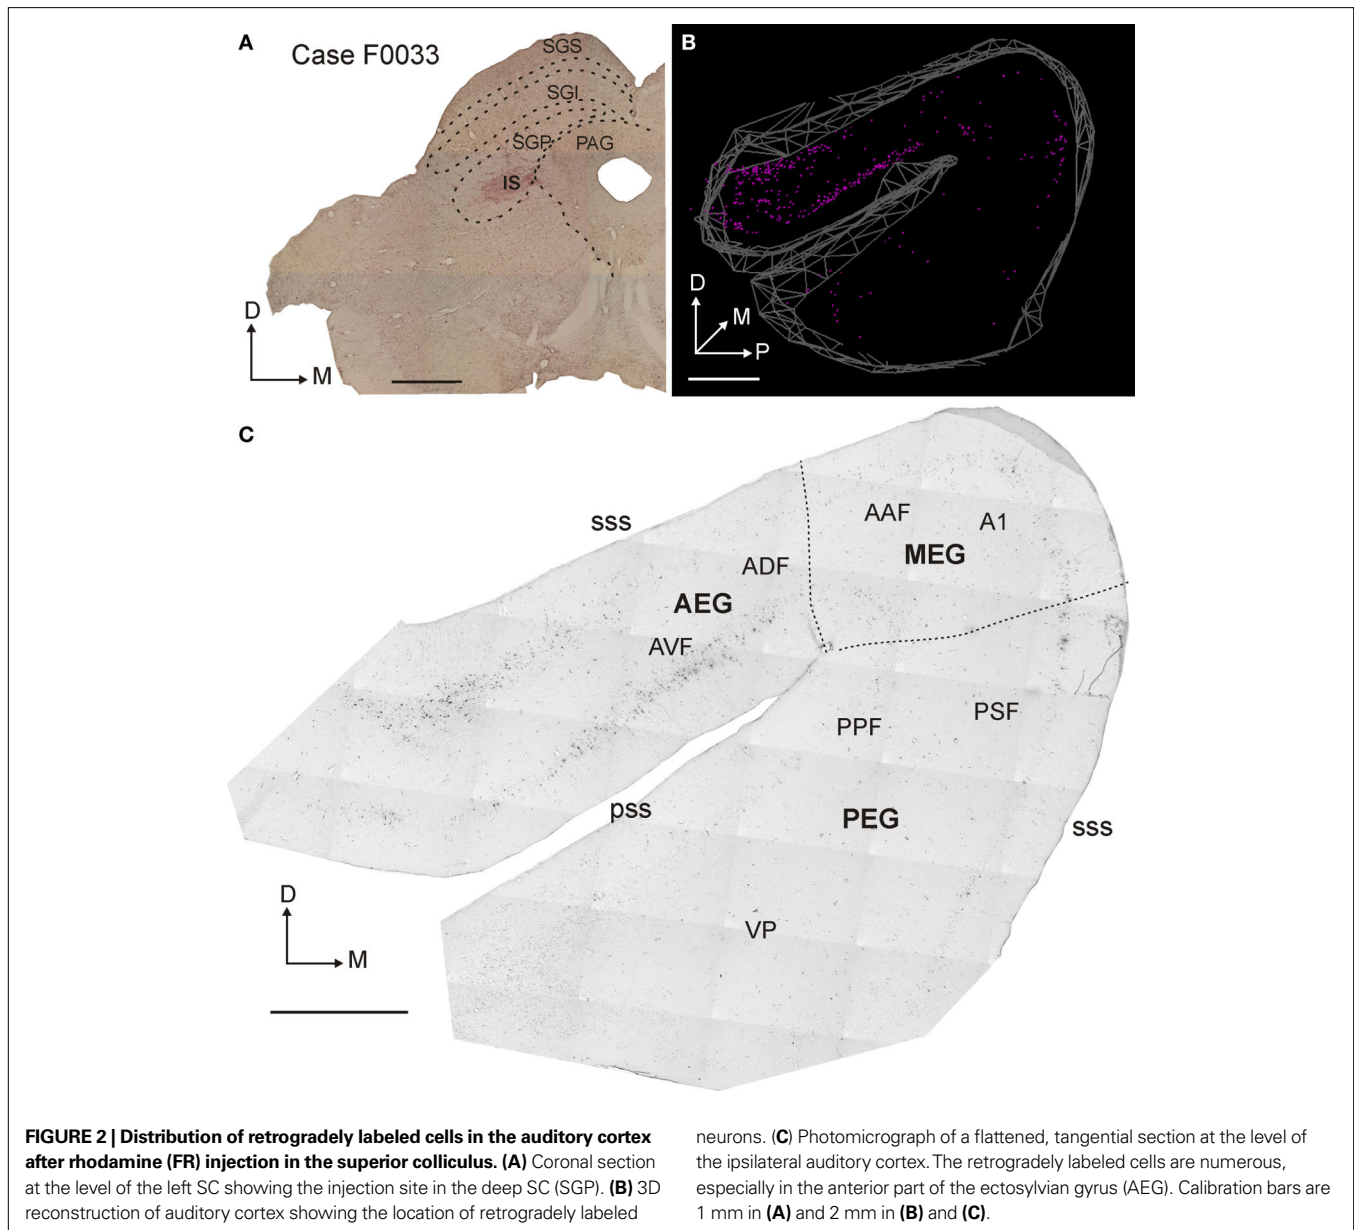 A
Case F0033
SGS
SGI
SGP
PAG
IS
D
M
B
D
M
P
C
sss
AAF
A1
MEG
ADF
AEG
AVF
PSF
PPF
pss
PEG
sss
D
M
VP
FIGURE 2 | Distribution of retrogradely labeled cells in the auditory cortex
after rhodamine (FR) injection in the superior colliculus. (A) Coronal section
at the level of the left SC showing the injection site in the deep SC (SGP). (B) 3D
reconstruction of auditory cortex showing the location of retrogradely labeled
neurons. (C) Photomicrograph of a flattened, tangential section at the level of
the ipsilateral auditory cortex. The retrogradely labeled cells are numerous,
especially in the anterior part of the ectosylvian gyrus (AEG). Calibration bars are
1 mm in (A) and 2 mm in (B) and (C).